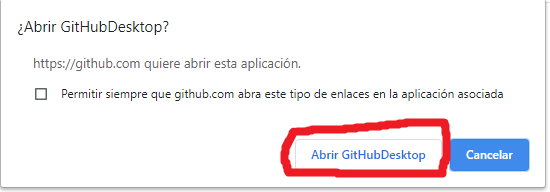 ¿Abrir GitHubDesktop?
https://github.com quiere abrir esta aplicación.
Permitir siempre que github.com abra este tipo de enlaces en la aplicación asociada
Abrir GitHubDesktop
Cancelar